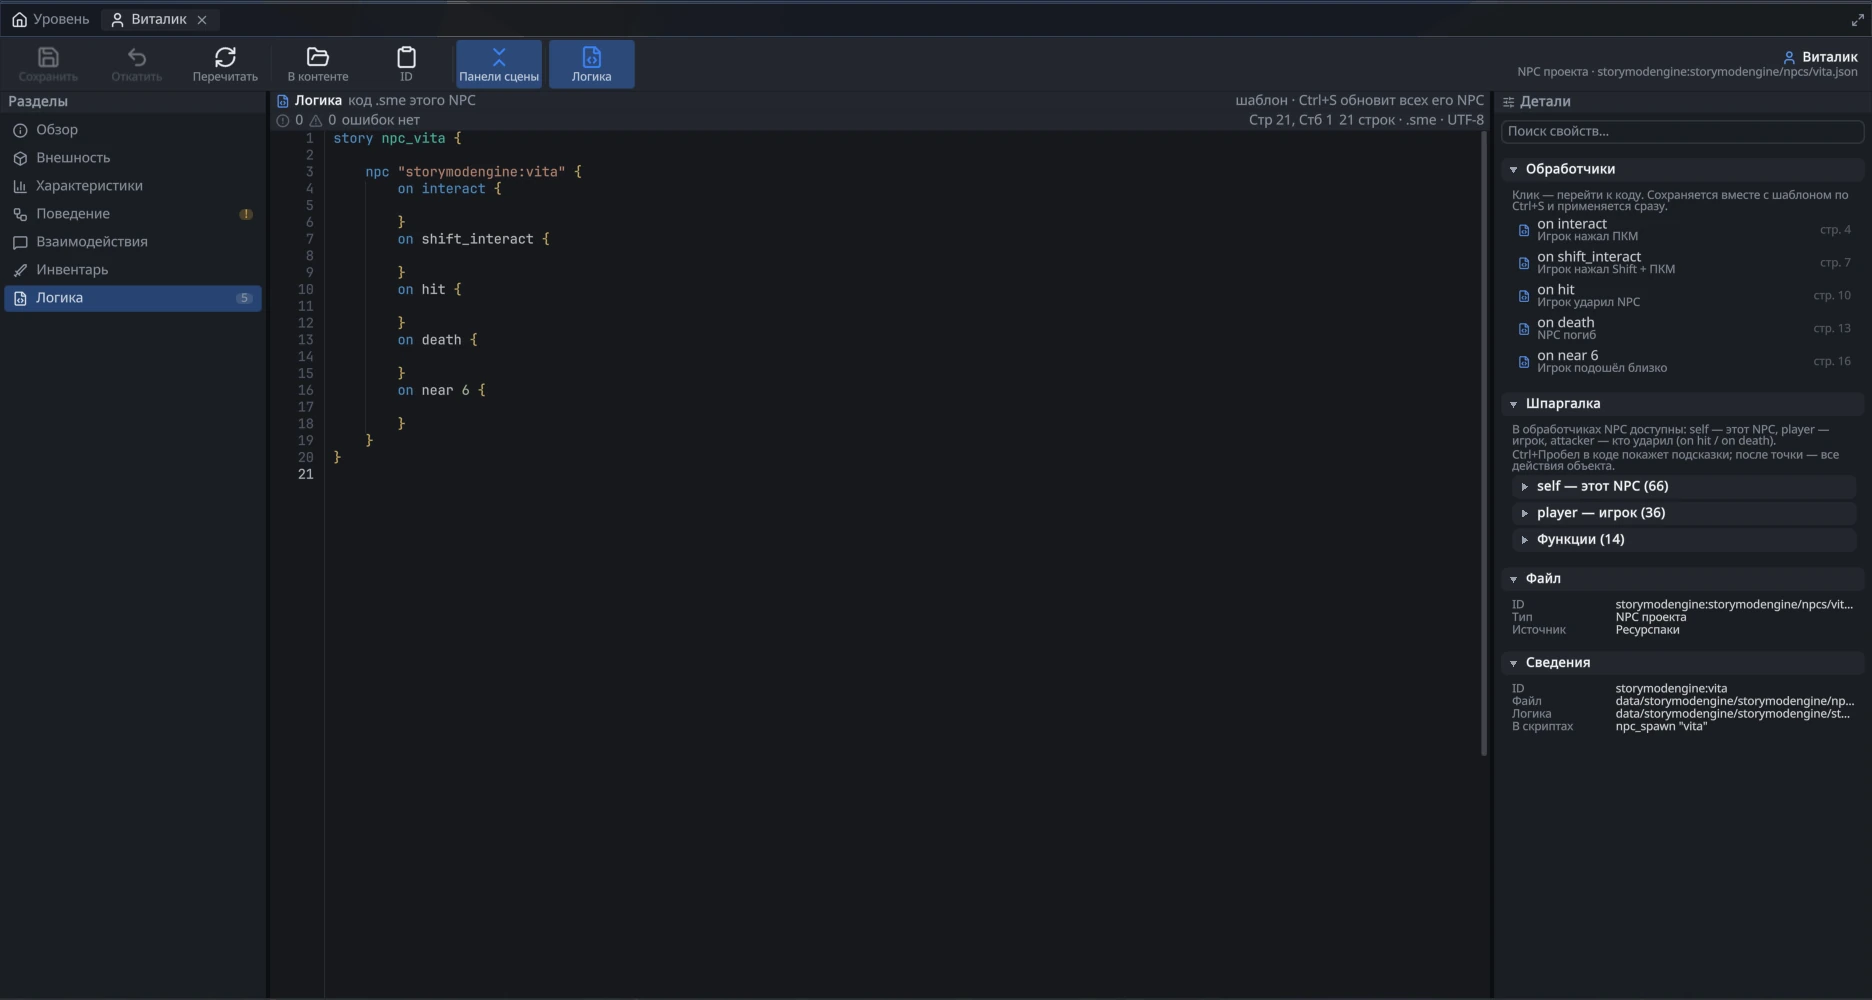 Уровень
Виталик
Сохранить
Откатить
Перечитать
В контенте
ID
Панели сцены
Логика
Виталик
NPC проекта · storymodengine:storymodengine/npcs/vita.json
Разделы
Обзор
Внешность
Характеристики
Поведение
Взаимодействия
Инвентарь
Логика 5
Логика код .sme этого NPC
шаблон · Ctrl+S обновит всех его NPC
0 0 ошибок нет
Стр 21, Стб 1 21 строк · .sme · UTF-8
1 story npc_vita {
2
3 npc "storymodengine:vita" {
4 on interact {
5
6 }
7 on shift_interact {
8
9 }
10 on hit {
11
12 }
13 on death {
14
15 }
16 on near 6 {
17
18 }
19 }
20 }
21
Детали
Поиск свойств...
Обработчики
Клик — перейти к коду. Сохраняется вместе с шаблоном по
Ctrl+S и применяется сразу.
on interact
Игрок нажал ПКМ
стр. 4
on shift_interact
Игрок нажал Shift + ПКМ
стр. 7
on hit
Игрок ударил NPC
стр. 10
on death
NPC погиб
стр. 13
on near 6
Игрок подошёл близко
стр. 16
Шпаргалка
В обработчиках NPC доступны: self — этот NPC, player —
игрок, attacker — кто ударил (on hit / on death).
Ctrl+Пробел в коде покажет подсказки; после точки — все
действия объекта.
self — этот NPC (66)
player — игрок (36)
Функции (14)
Файл
ID storymodengine:storymodengine/npcs/vit...
Тип NPC проекта
Источник Ресурспаки
Сведения
ID storymodengine:vita
Файл data/storymodengine/storymodengine/np...
Логика data/storymodengine/storymodengine/st...
В скриптах npc_spawn "vita"